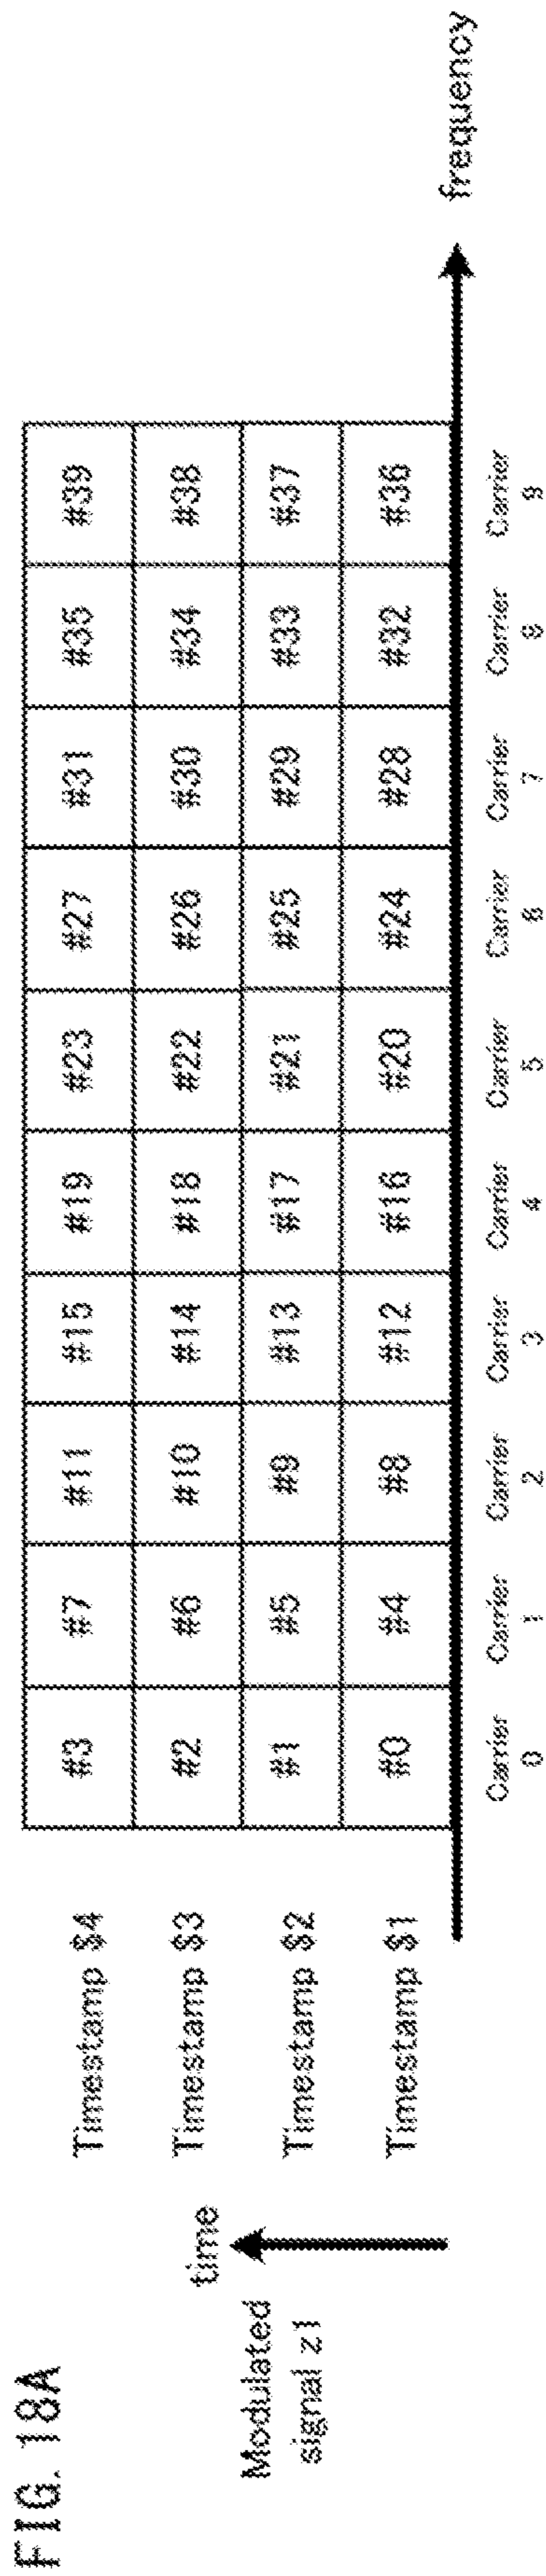 FIG. 18A
Modulated
signal z1
time
Timestamp $4
#3 #7 #11 #15 #19 #23 #27 #31 #35 #39
Timestamp $3
#2 #6 #10 #14 #18 #22 #26 #30 #34 #38
Timestamp $2
#1 #5 #9 #13 #17 #21 #25 #29 #33 #37
Timestamp $1
#0 #4 #8 #12 #16 #20 #24 #28 #32 #36
frequency
Carrier Carrier Carrier Carrier Carrier Carrier Carrier Carrier Carrier Carrier
0 1 2 3 4 5 6 7 8 9